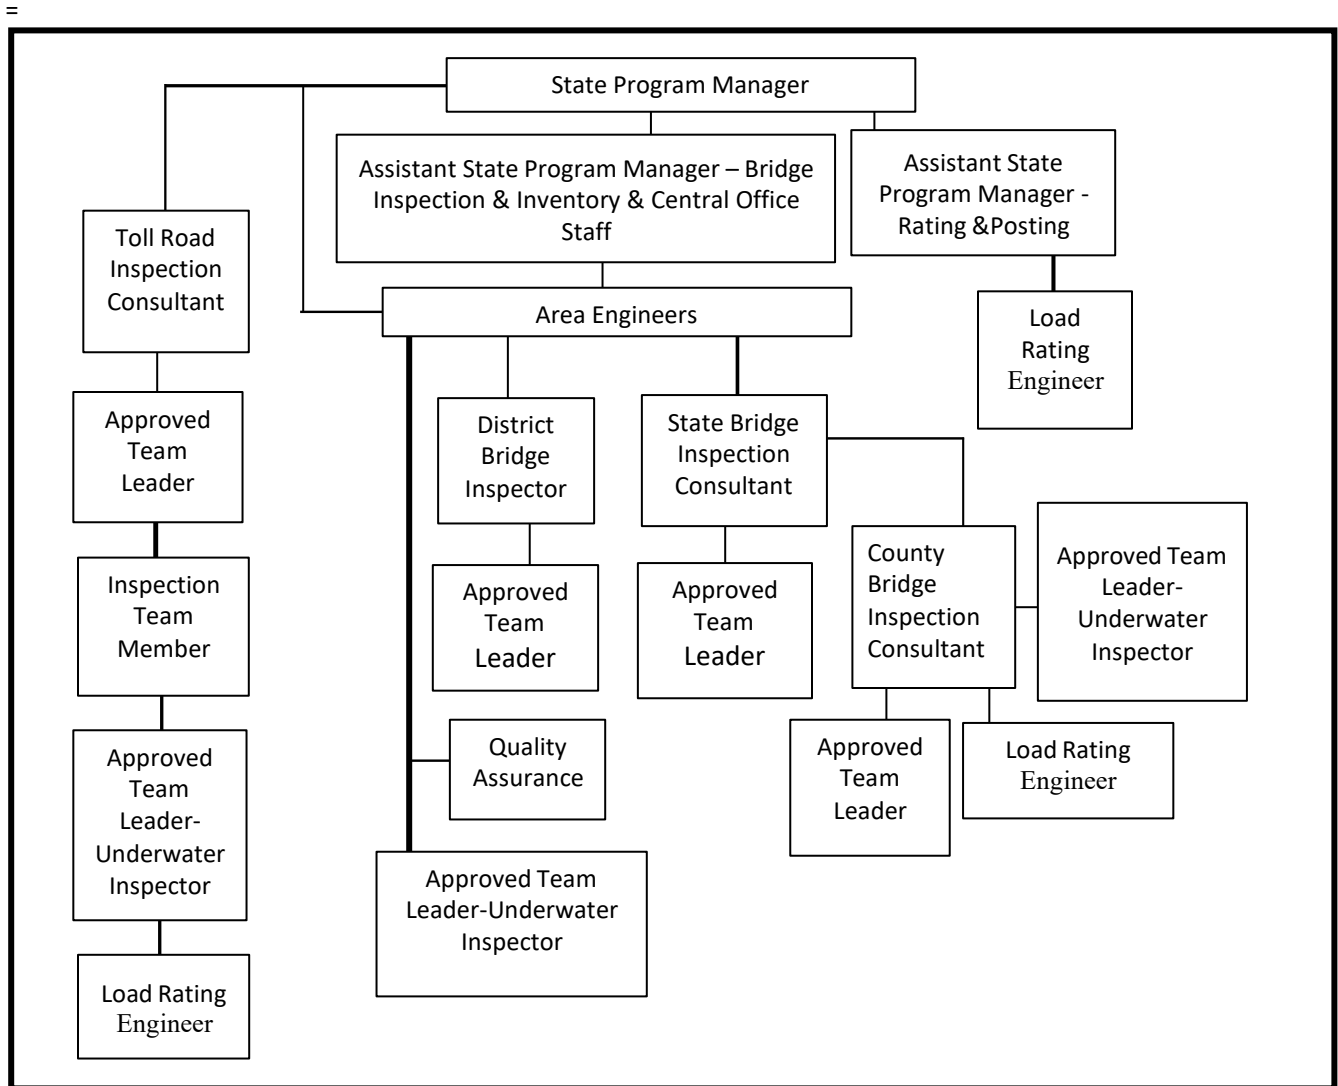 =
State Program Manager
Assistant State Program Manager – Bridge
Inspection & Inventory & Central Office
Staff
Assistant State
Program Manager -
Rating &Posting
Toll Road
Inspection
Consultant
Area Engineers
Load
Rating
Engineer
Approved
Team
Leader
District
Bridge
Inspector
State Bridge
Inspection
Consultant
Inspection
Team
Member
Approved
Team
Leader
Approved
Team
Leader
County
Bridge
Inspection
Consultant
Approved Team
Leader-
Underwater
Inspector
Approved
Team
Leader-
Underwater
Inspector
Quality
Assurance
Approved
Team
Leader
Load Rating
Engineer
Approved Team
Leader-Underwater
Inspector
Load Rating
Engineer